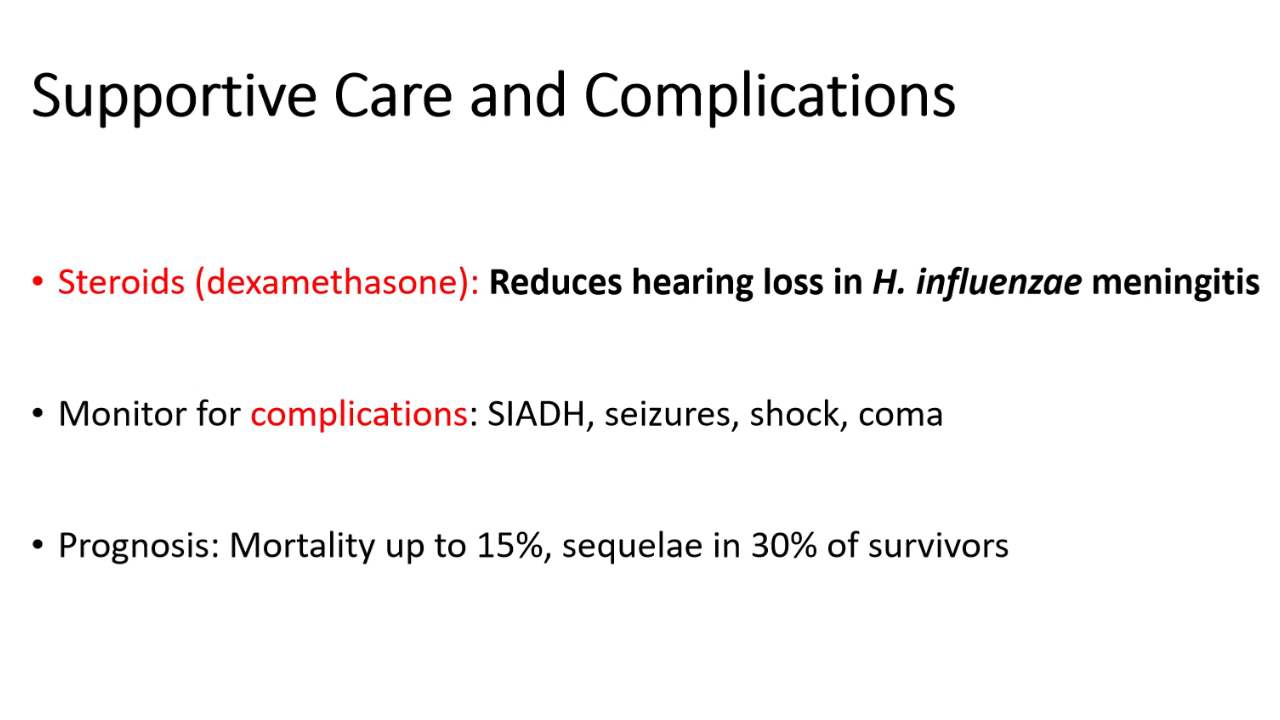 Supportive Care and Complications
• Steroids (dexamethasone): Reduces hearing loss in H. influenzae meningitis
• Monitor for complications: SIADH, seizures, shock, coma
• Prognosis: Mortality up to 15%, sequelae in 30% of survivors